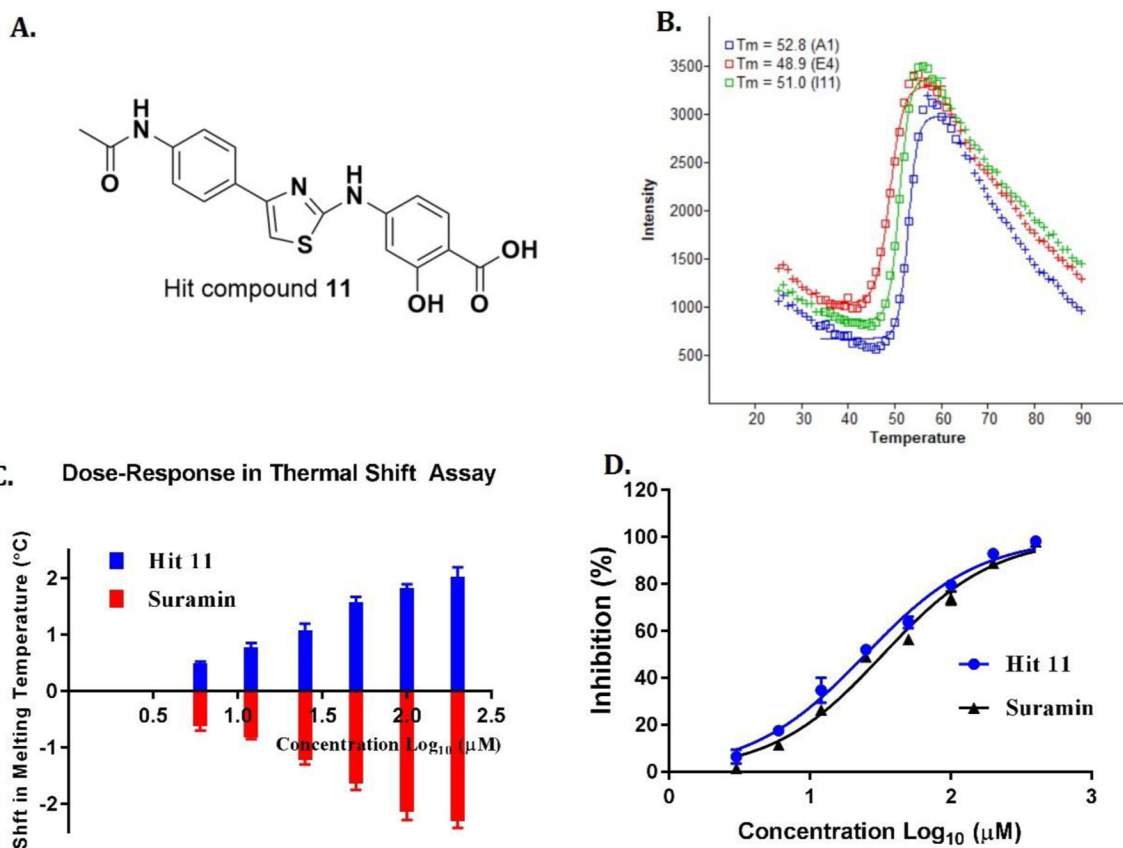 A.
H
N
O
N
S
H
N
OH
O
OH
Hit compound 11
B.
Tm = 52.8 (A1)
Tm = 48.9 (E4)
Tm = 51.0 (I11)
3500
3000
2500
2000
1500
1000
500
Intensity
20 30 40 50 60 70 80 90
Temperature
C.
Dose-Response in Thermal Shift Assay
Hit 11
Suramin
Shft in Melting Temperature (°C)
2
1
0
-1
-2
0.5 1.0 1.5 2.0 2.5
Concentration Log10 (µM)
D.
120
100
80
60
40
20
0
Inhibition (%)
Hit 11
Suramin
0 1 2 3
Concentration Log10 (µM)